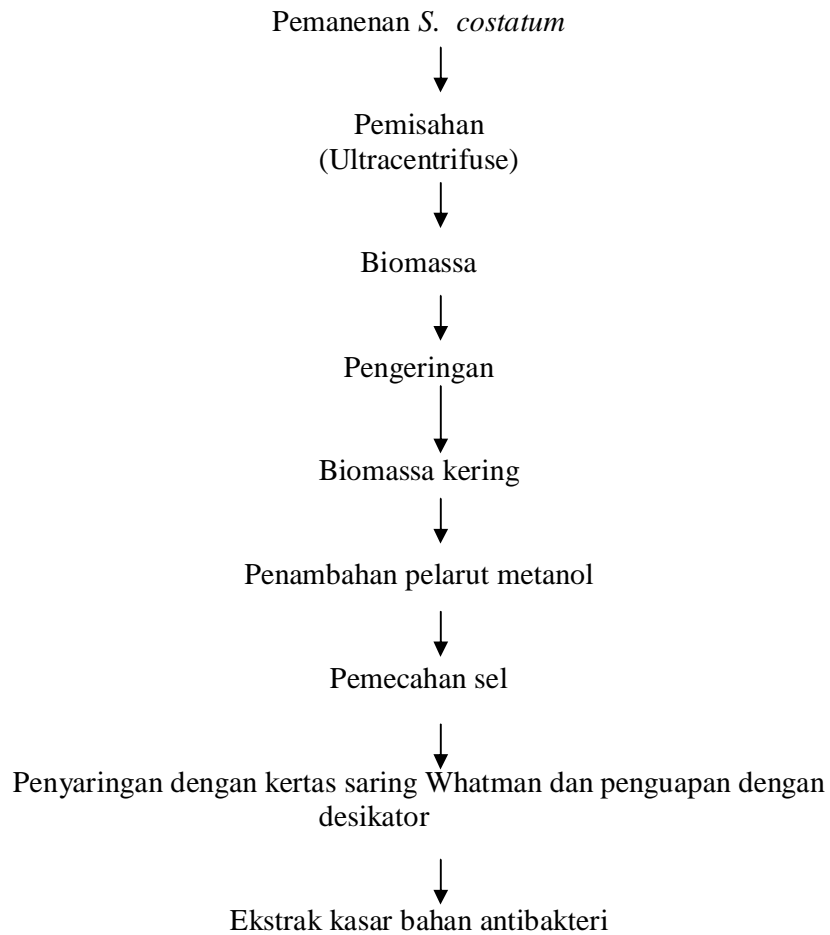 Pemanenan S. costatum
Pemisahan
(Ultracentrifuse)
Biomassa
Pengeringan
Biomassa kering
Penambahan pelarut metanol
Pemecahan sel
Penyaringan dengan kertas saring Whatman dan penguapan dengan
desikator
Ekstrak kasar bahan antibakteri